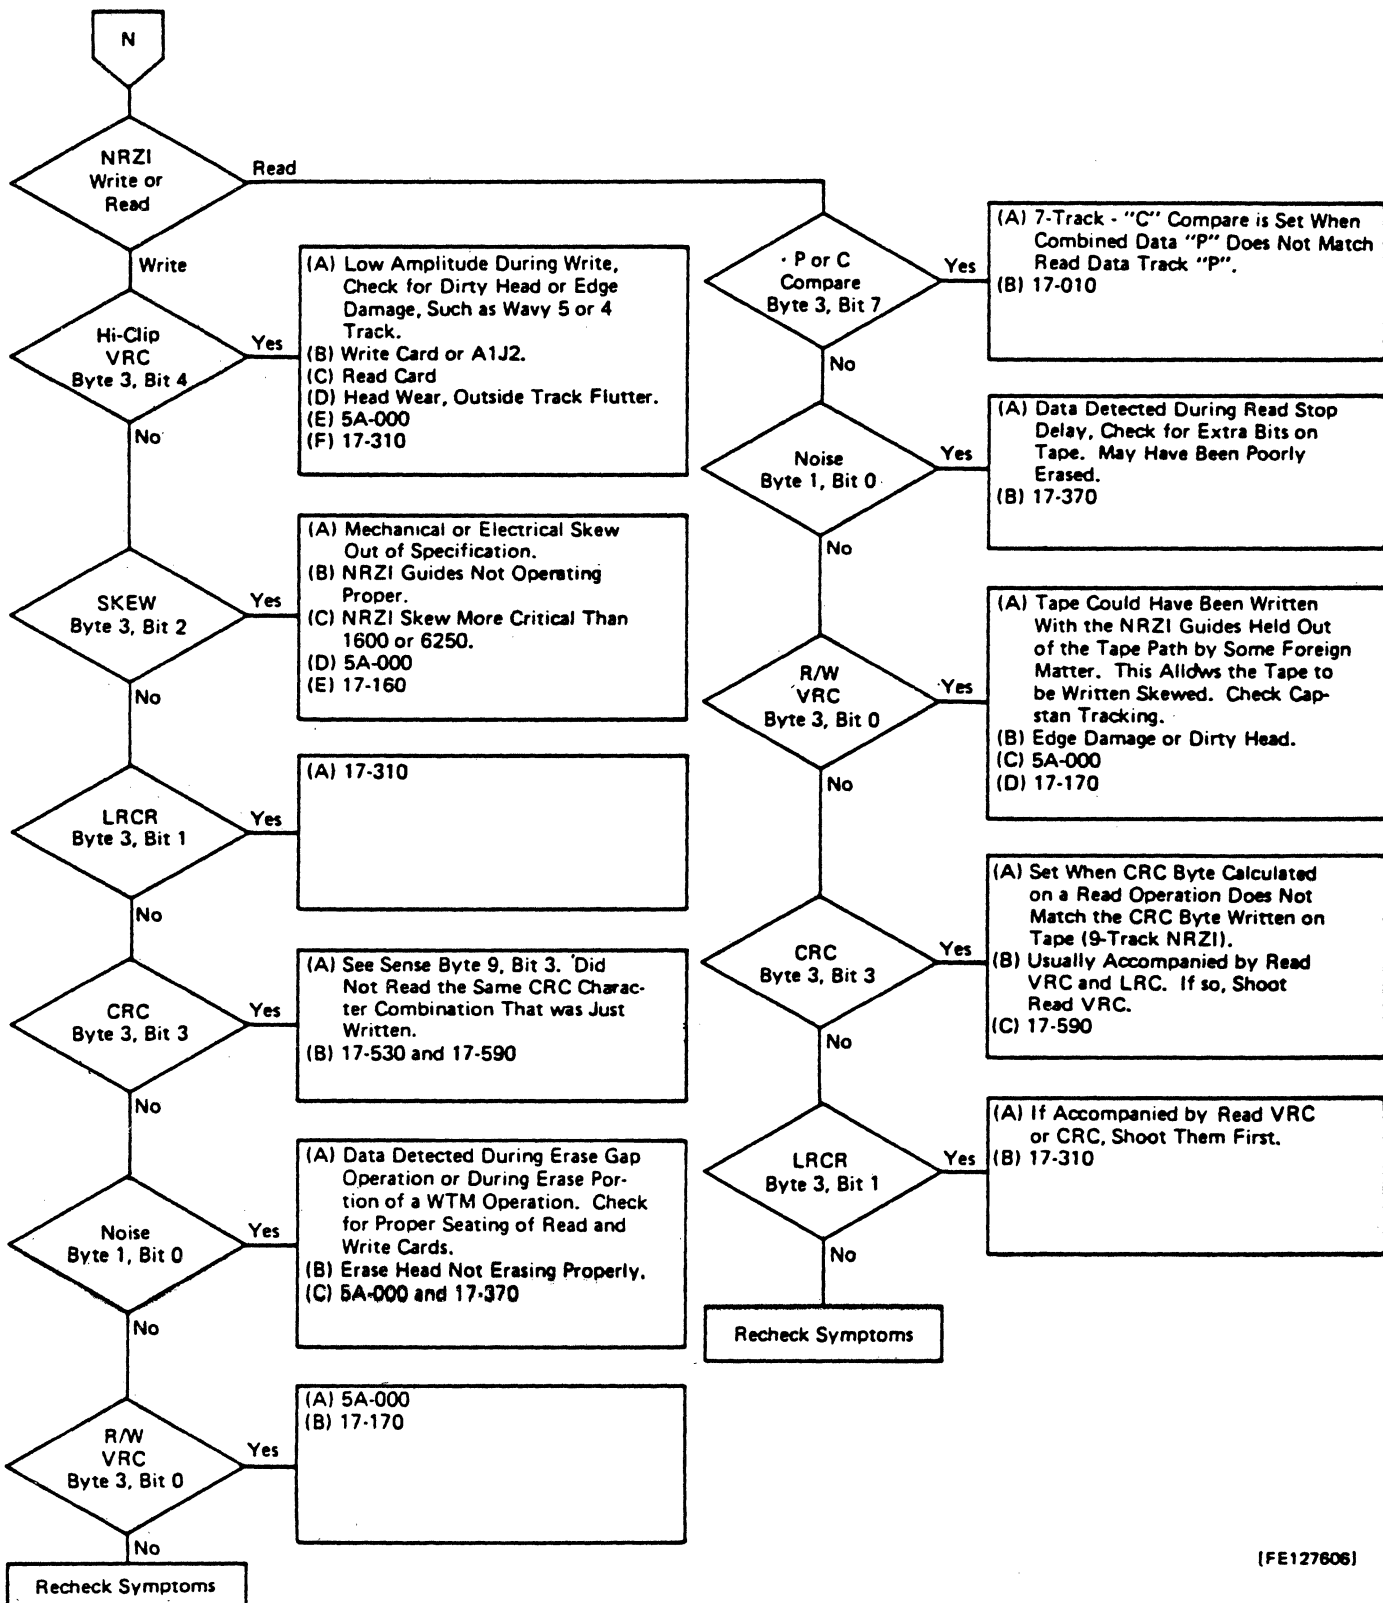 N
NRZI
Write or
Read
Read
Write
Hi-Clip
VRC
Byte 3, Bit 4
Yes
(A) Low Amplitude During Write,
Check for Dirty Head or Edge
Damage, Such as Wavy 5 or 4
Track.
(B) Write Card or A1J2.
(C) Read Card
(D) Head Wear, Outside Track Flutter.
(E) 5A-000
(F) 17-310
No
SKEW
Byte 3, Bit 2
Yes
(A) Mechanical or Electrical Skew
Out of Specification.
(B) NRZI Guides Not Operating
Proper.
(C) NRZI Skew More Critical Than
1600 or 6250.
(D) 5A-000
(E) 17-160
No
LRCR
Byte 3, Bit 1
Yes
(A) 17-310
No
CRC
Byte 3, Bit 3
Yes
(A) See Sense Byte 9, Bit 3. Did
Not Read the Same CRC Charac-
ter Combination That was Just
Written.
(B) 17-530 and 17-590
No
Noise
Byte 1, Bit 0
Yes
(A) Data Detected During Erase Gap
Operation or During Erase Por-
tion of a WTM Operation. Check
for Proper Seating of Read and
Write Cards.
(B) Erase Head Not Erasing Properly.
(C) 5A-000 and 17-370
No
R/W
VRC
Byte 3, Bit 0
Yes
(A) 5A-000
(B) 17-170
No
Recheck Symptoms
P or C
Compare
Byte 3, Bit 7
Yes
(A) 7-Track - "C" Compare is Set When
Combined Data "P" Does Not Match
Read Data Track "P".
(B) 17-010
No
Noise
Byte 1, Bit 0
Yes
(A) Data Detected During Read Stop
Delay, Check for Extra Bits on
Tape. May Have Been Poorly
Erased.
(B) 17-370
No
R/W
VRC
Byte 3, Bit 0
Yes
(A) Tape Could Have Been Written
With the NRZI Guides Held Out
of the Tape Path by Some Foreign
Matter. This Allows the Tape to
be Written Skewed. Check Cap-
stan Tracking.
(B) Edge Damage or Dirty Head.
(C) 5A-000
(D) 17-170
No
CRC
Byte 3, Bit 3
Yes
(A) Set When CRC Byte Calculated
on a Read Operation Does Not
Match the CRC Byte Written on
Tape (9-Track NRZI).
(B) Usually Accompanied by Read
VRC and LRC. If so, Shoot
Read VRC.
(C) 17-590
No
LRCR
Byte 3, Bit 1
Yes
(A) If Accompanied by Read VRC
or CRC, Shoot Them First.
(B) 17-310
No
Recheck Symptoms
[FE127606]